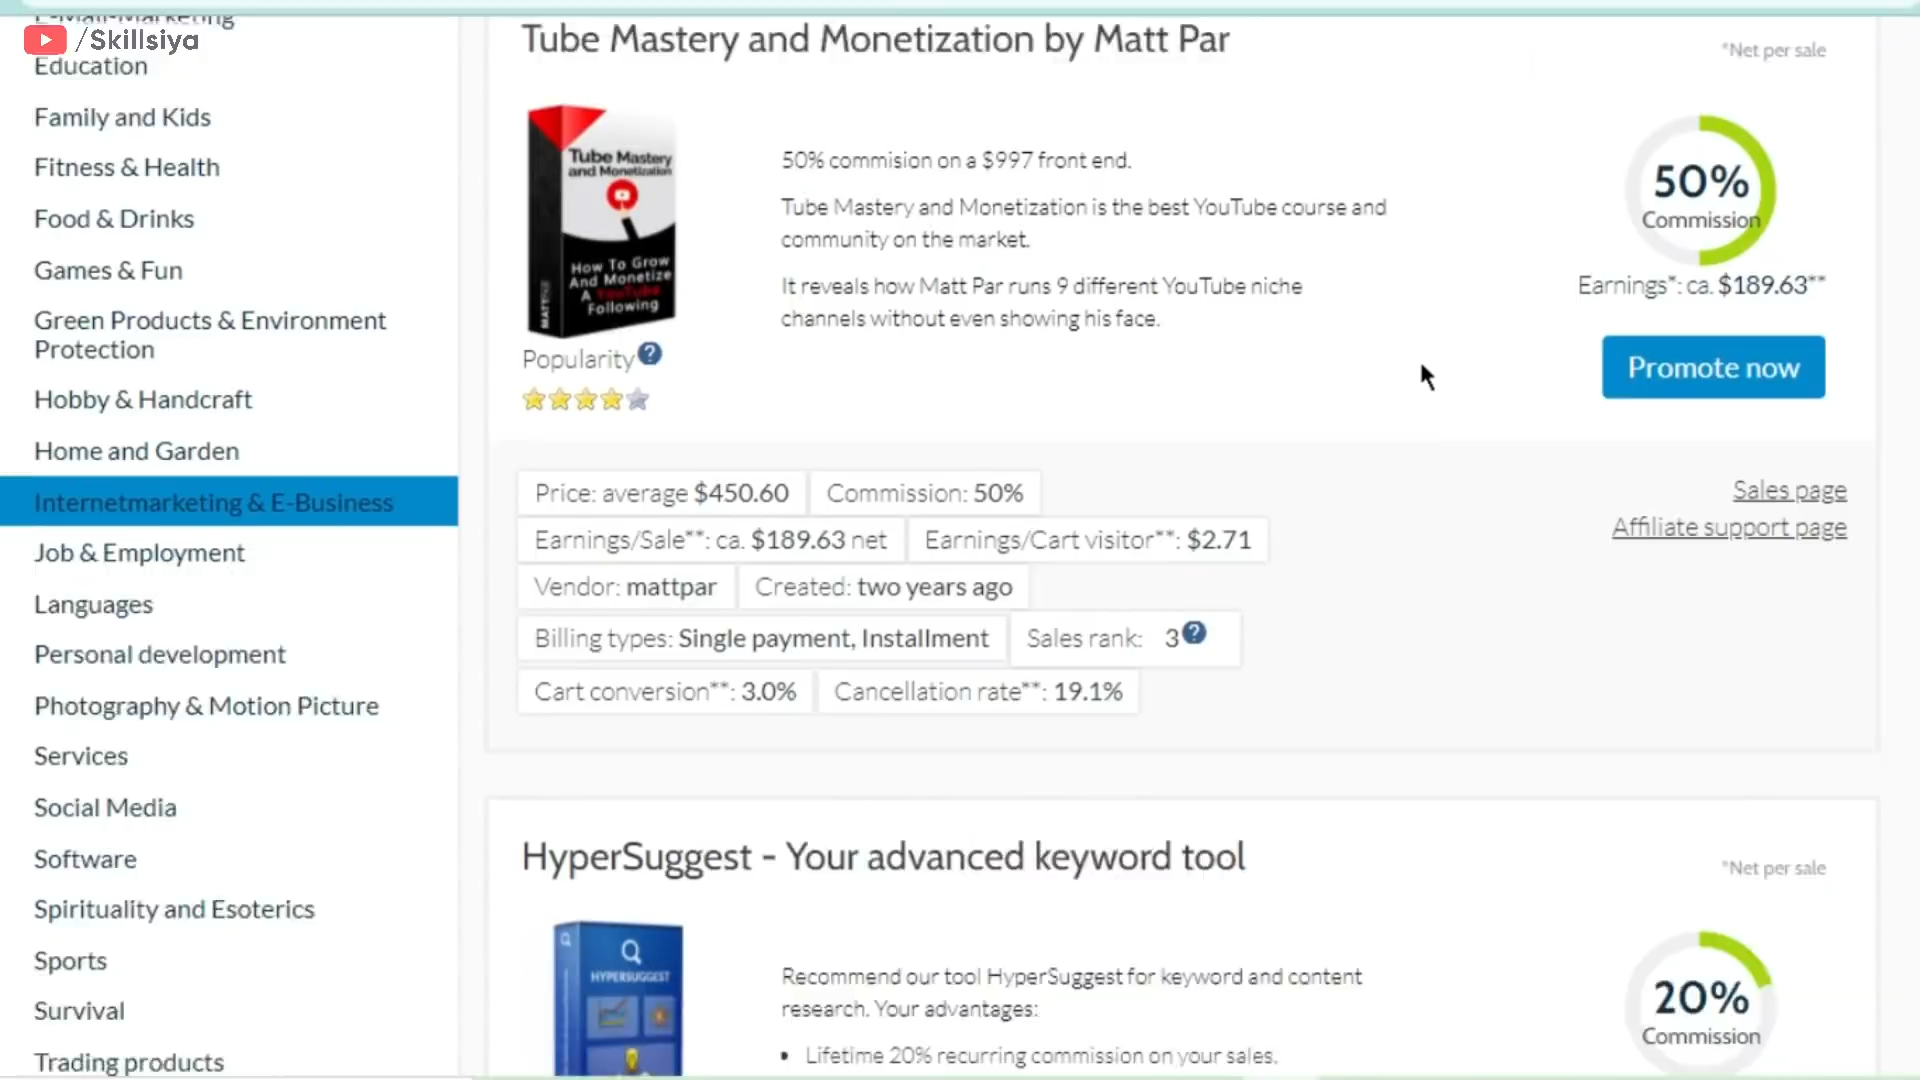 E-Mail-Marketing
/Skillsiya
Education
Family and Kids
Fitness & Health
Food & Drinks
Games & Fun
Green Products & Environment
Protection
Hobby & Handcraft
Home and Garden
Internetmarketing & E-Business
Job & Employment
Languages
Personal development
Photography & Motion Picture
Services
Social Media
Software
Spirituality and Esoterics
Sports
Survival
Trading products
Tube Mastery and Monetization by Matt Par
*Net per sale
Tube Mastery
and Monetization
How To Grow
And Monetize
A YouTube
Following
MATT PAR
50% commision on a $997 front end.
Tube Mastery and Monetization is the best YouTube course and
community on the market.
It reveals how Matt Par runs 9 different YouTube niche
channels without even showing his face.
50%
Commission
Earnings*: ca. $189.63**
Promote now
Popularity ?
Price: average $450.60
Commission: 50%
Earnings/Sale**: ca. $189.63 net
Earnings/Cart visitor**: $2.71
Vendor: mattpar
Created: two years ago
Billing types: Single payment, Installment
Sales rank: 3 ?
Cart conversion**: 3.0%
Cancellation rate**: 19.1%
Sales page
Affiliate support page
HyperSuggest - Your advanced keyword tool
*Net per sale
HYPERSUGGEST
Recommend our tool HyperSuggest for keyword and content
research. Your advantages:
• Lifetime 20% recurring commission on your sales.
20%
Commission